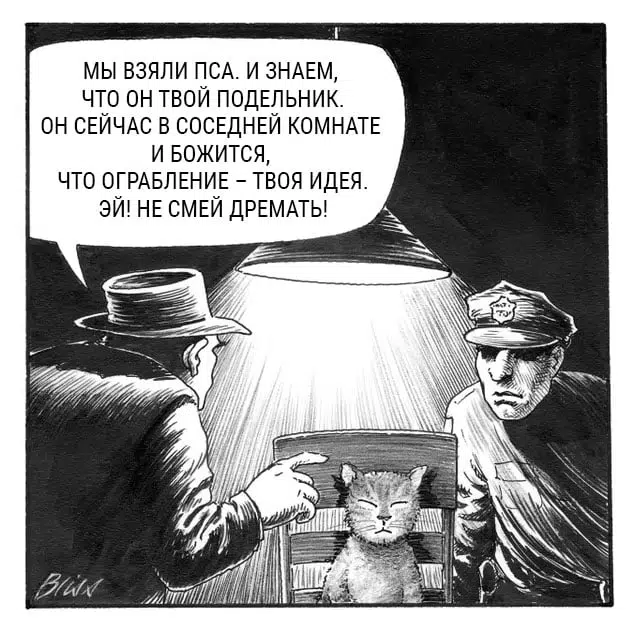 МЫ ВЗЯЛИ ПСА. И ЗНАЕМ,
ЧТО ОН ТВОЙ ПОДЕЛЬНИК.
ОН СЕЙЧАС В СОСЕДНЕЙ КОМНАТЕ
И БОЖИТСЯ,
ЧТО ОГРАБЛЕНИЕ – ТВОЯ ИДЕЯ.
ЭЙ! НЕ СМЕЙ ДРЕМАТЬ!
Bliss